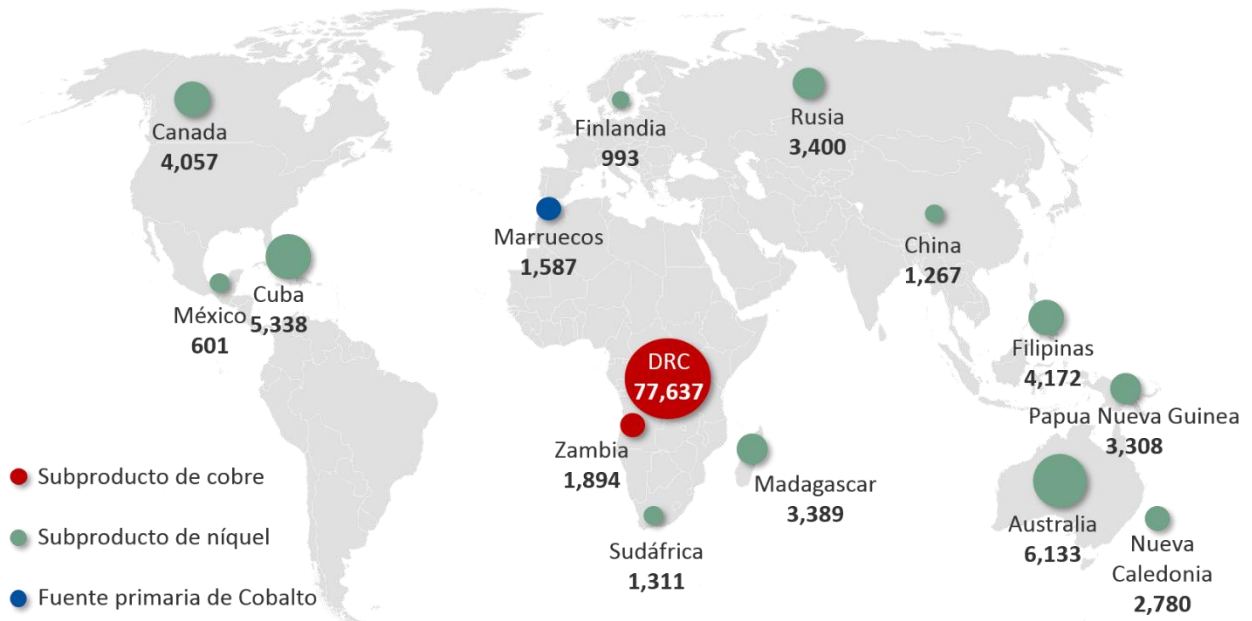 Canada
4,057
Finlandia
993
Rusia
3,400
Marruecos
1,587
China
1,267
México
601
Cuba
5,338
DRC
77,637
Filipinas
4,172
Papua Nueva Guinea
3,308
Zambia
1,894
Madagascar
3,389
Sudáfrica
1,311
Australia
6,133
Nueva
Caledonia
2,780
Subproducto de cobre
Subproducto de níquel
Fuente primaria de Cobalto